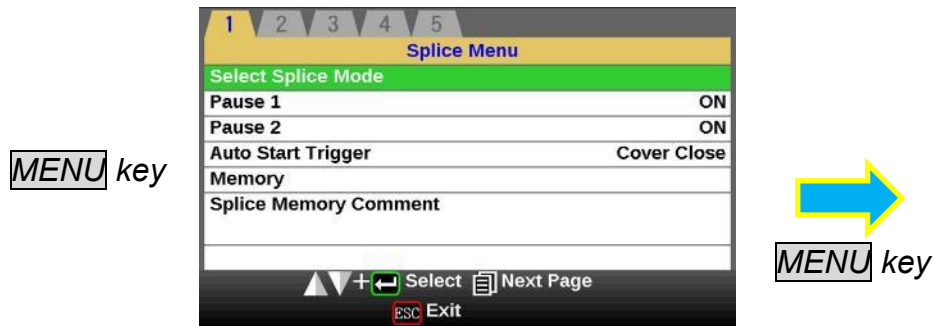 1 2 3 4 5
Splice Menu
Select Splice Mode
Pause 1 ON
Pause 2 ON
Auto Start Trigger Cover Close
Memory
Splice Memory Comment
+ Select Next Page
ESC Exit
MENU key
MENU key